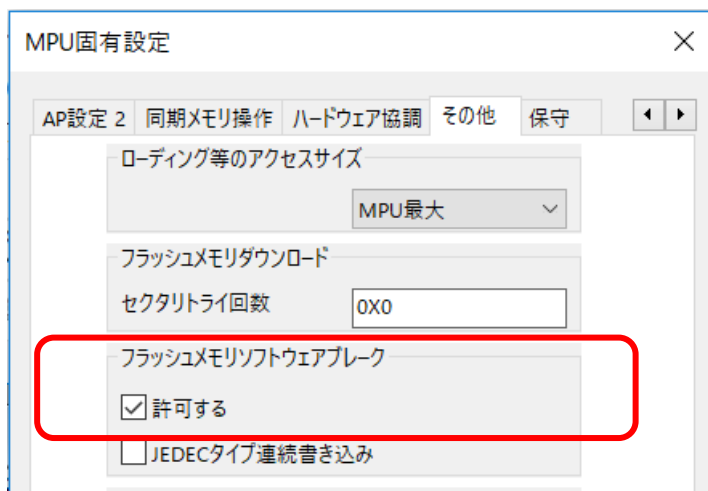 MPU固有設定
AP設定 2 同期メモリ操作 ハードウェア協調 その他 保守
ローディング等のアクセスサイズ
MPU最大
フラッシュメモリダウンロード
セクタリトライ回数 0X0
フラッシュメモリソフトウェアブレーク
許可する
JEDECタイプ連続書き込み